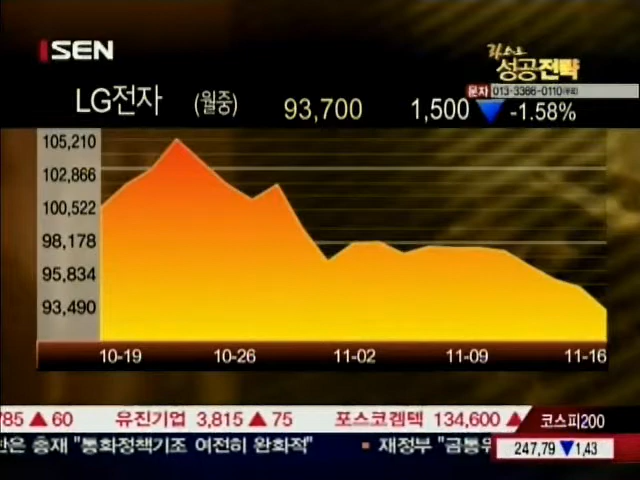 SEN
성공전략
문자 013-3366-0110(유료)
LG전자 (월중) 93,700 1,500 ▼ -1.58%
105,210
102,866
100,522
98,178
95,834
93,490
10-19 10-26 11-02 11-09 11-16
785 ▲ 60 유진기업 3,815 ▲ 75 포스코켐텍 134,600 ▲ 코스피200
은 총재 "통화정책기조 여전히 완화적" ▪ 재정부 "금통위 247,79 ▼ 1,43